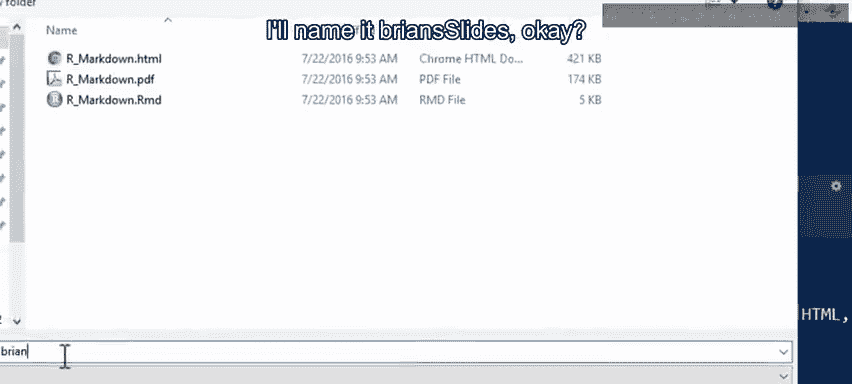 folder
I'll name it briansSlides, okay?
Name
R_Markdown.html 7/22/2016 9:53 AM Chrome HTML Do... 421 KB
R_Markdown.pdf 7/22/2016 9:53 AM PDF File 174 KB
R_Markdown.Rmd 7/22/2016 9:53 AM RMD File 5 KB
HTML,
brian